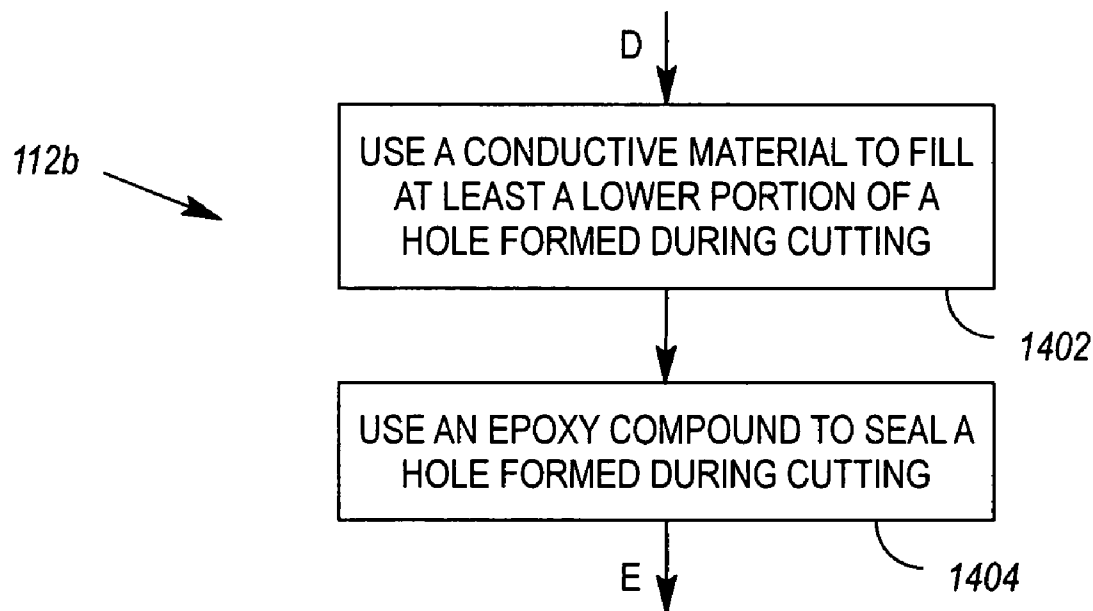 D
112b
USE A CONDUCTIVE MATERIAL TO FILL
AT LEAST A LOWER PORTION OF A
HOLE FORMED DURING CUTTING
1402
USE AN EPOXY COMPOUND TO SEAL A
HOLE FORMED DURING CUTTING
E
1404